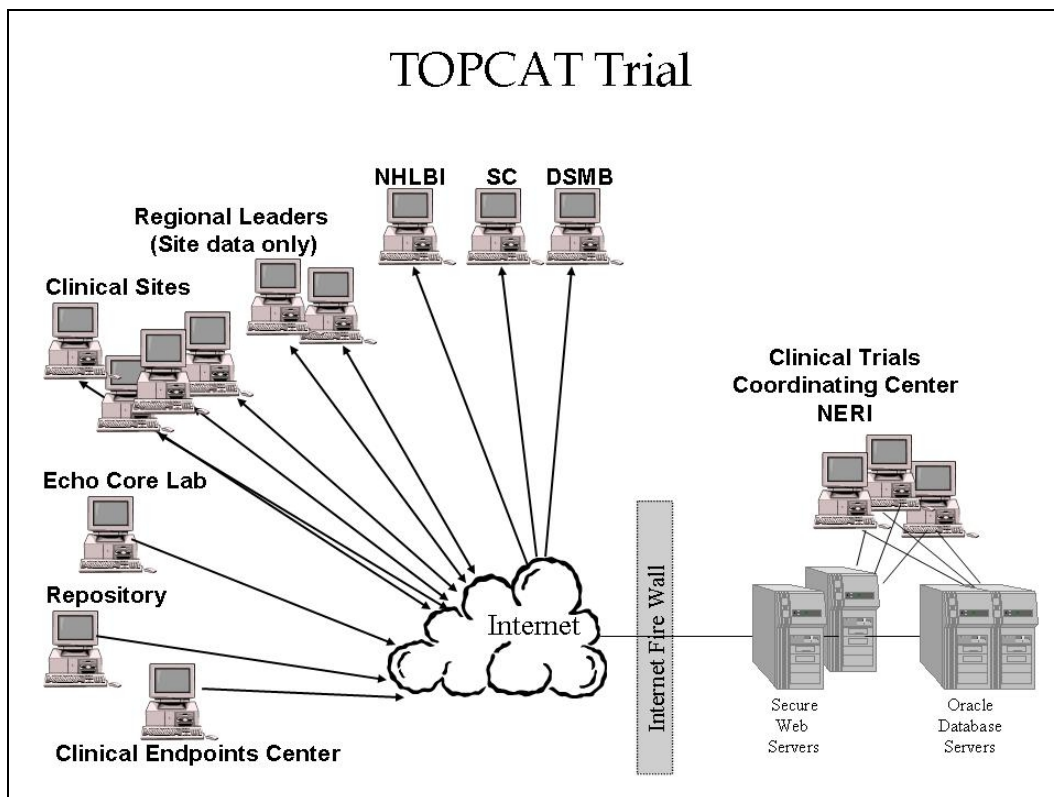 TOPCAT Trial
NHLBI
SC
DSMB
Regional Leaders
(Site data only)
Clinical Sites
Clinical Trials
Coordinating Center
NERI
Echo Core Lab
Repository
Internet
Internet Fire Wall
Clinical Endpoints Center
Secure
Web
Servers
Oracle
Database
Servers